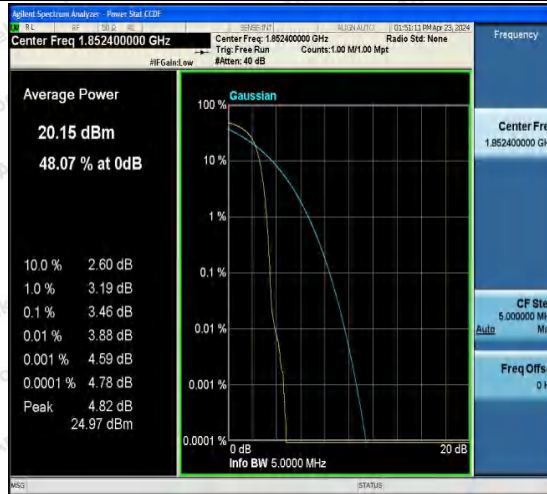 Agilent Spectrum Analyzer - Power Stat CCDF
RL RF 50 Ω SENSE:INT ALIGN AUTO 01:51:11 PM Apr 23, 2024
Center Freq 1.852400000 GHz
Center Freq: 1.852400000 GHz Radio Std: None
Trig: Free Run Counts:1.00 M/1.00 Mpt
#IFGain:Low #Atten: 40 dB
Frequency
Average Power
20.15 dBm
48.07 % at 0dB
10.0 % 2.60 dB
1.0 % 3.19 dB
0.1 % 3.46 dB
0.01 % 3.88 dB
0.001 % 4.59 dB
0.0001 % 4.78 dB
Peak 4.82 dB
24.97 dBm
Gaussian
100 %
10 %
1 %
0.1 %
0.01 %
0.001 %
0.0001 %
0 dB 20 dB
Info BW 5.0000 MHz
Center Fre
1.852400000 GH
CF Ste
5.000000 MH
Auto Ma
Freq Offs
0 H
MSG STATUS